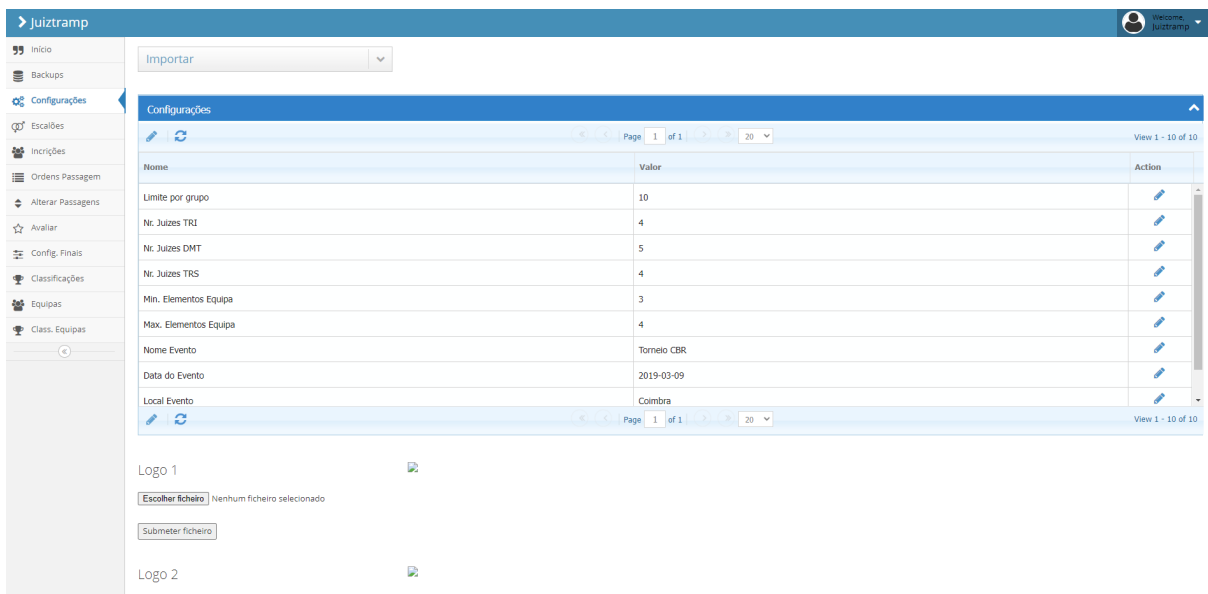 Juiztramp
Welcome,
Juiztramp
Início
Backups
Configurações
Escalões
Incrições
Ordens Passagem
Alterar Passagens
Avaliar
Config. Finais
Classificações
Equipas
Class. Equipas
Importar
Configurações
Page 1 of 1 20
View 1 - 10 of 10
Nome Valor Action
Limite por grupo 10
Nr. Juizes TRI 4
Nr. Juizes DMT 5
Nr. Juizes TRS 4
Min. Elementos Equipa 3
Max. Elementos Equipa 4
Nome Evento Torneio CBR
Data do Evento 2019-03-09
Local Evento Coimbra
Page 1 of 1 20
View 1 - 10 of 10
Logo 1
Escolher ficheiro Nenhum ficheiro selecionado
Submeter ficheiro
Logo 2